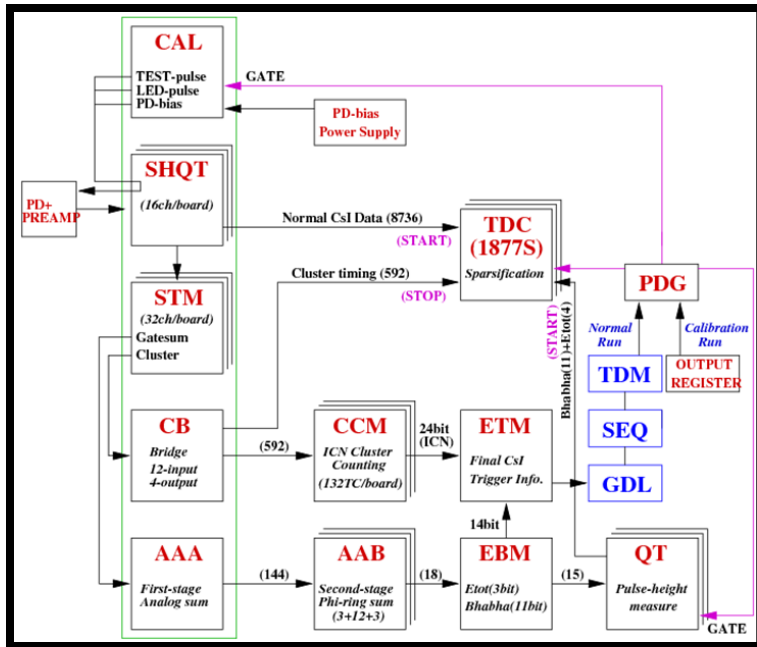 CAL
TEST-pulse
LED-pulse
PD-bias
GATE
PD-bias
Power Supply
SHQT
(16ch/board)
PD+
PREAMP
Normal CsI Data (8736)
(START)
TDC
(1877S)
Sparsification
Cluster timing (592)
(STOP)
STM
(32ch/board)
Gatesum
Cluster
(START)
Bhabha(11)+Etot(4)
PDG
Normal
Run
Calibration
Run
TDM
OUTPUT
REGISTER
SEQ
GDL
CB
Bridge
12-input
4-output
(592)
CCM
ICN Cluster
Counting
(132TC/board)
24bit
(ICN)
ETM
Final CsI
Trigger Info.
14bit
AAA
First-stage
Analog sum
(144)
AAB
Second-stage
Phi-ring sum
(3+12+3)
(18)
EBM
Etot(3bit)
Bhabha(11bit)
(15)
QT
Pulse-height
measure
GATE